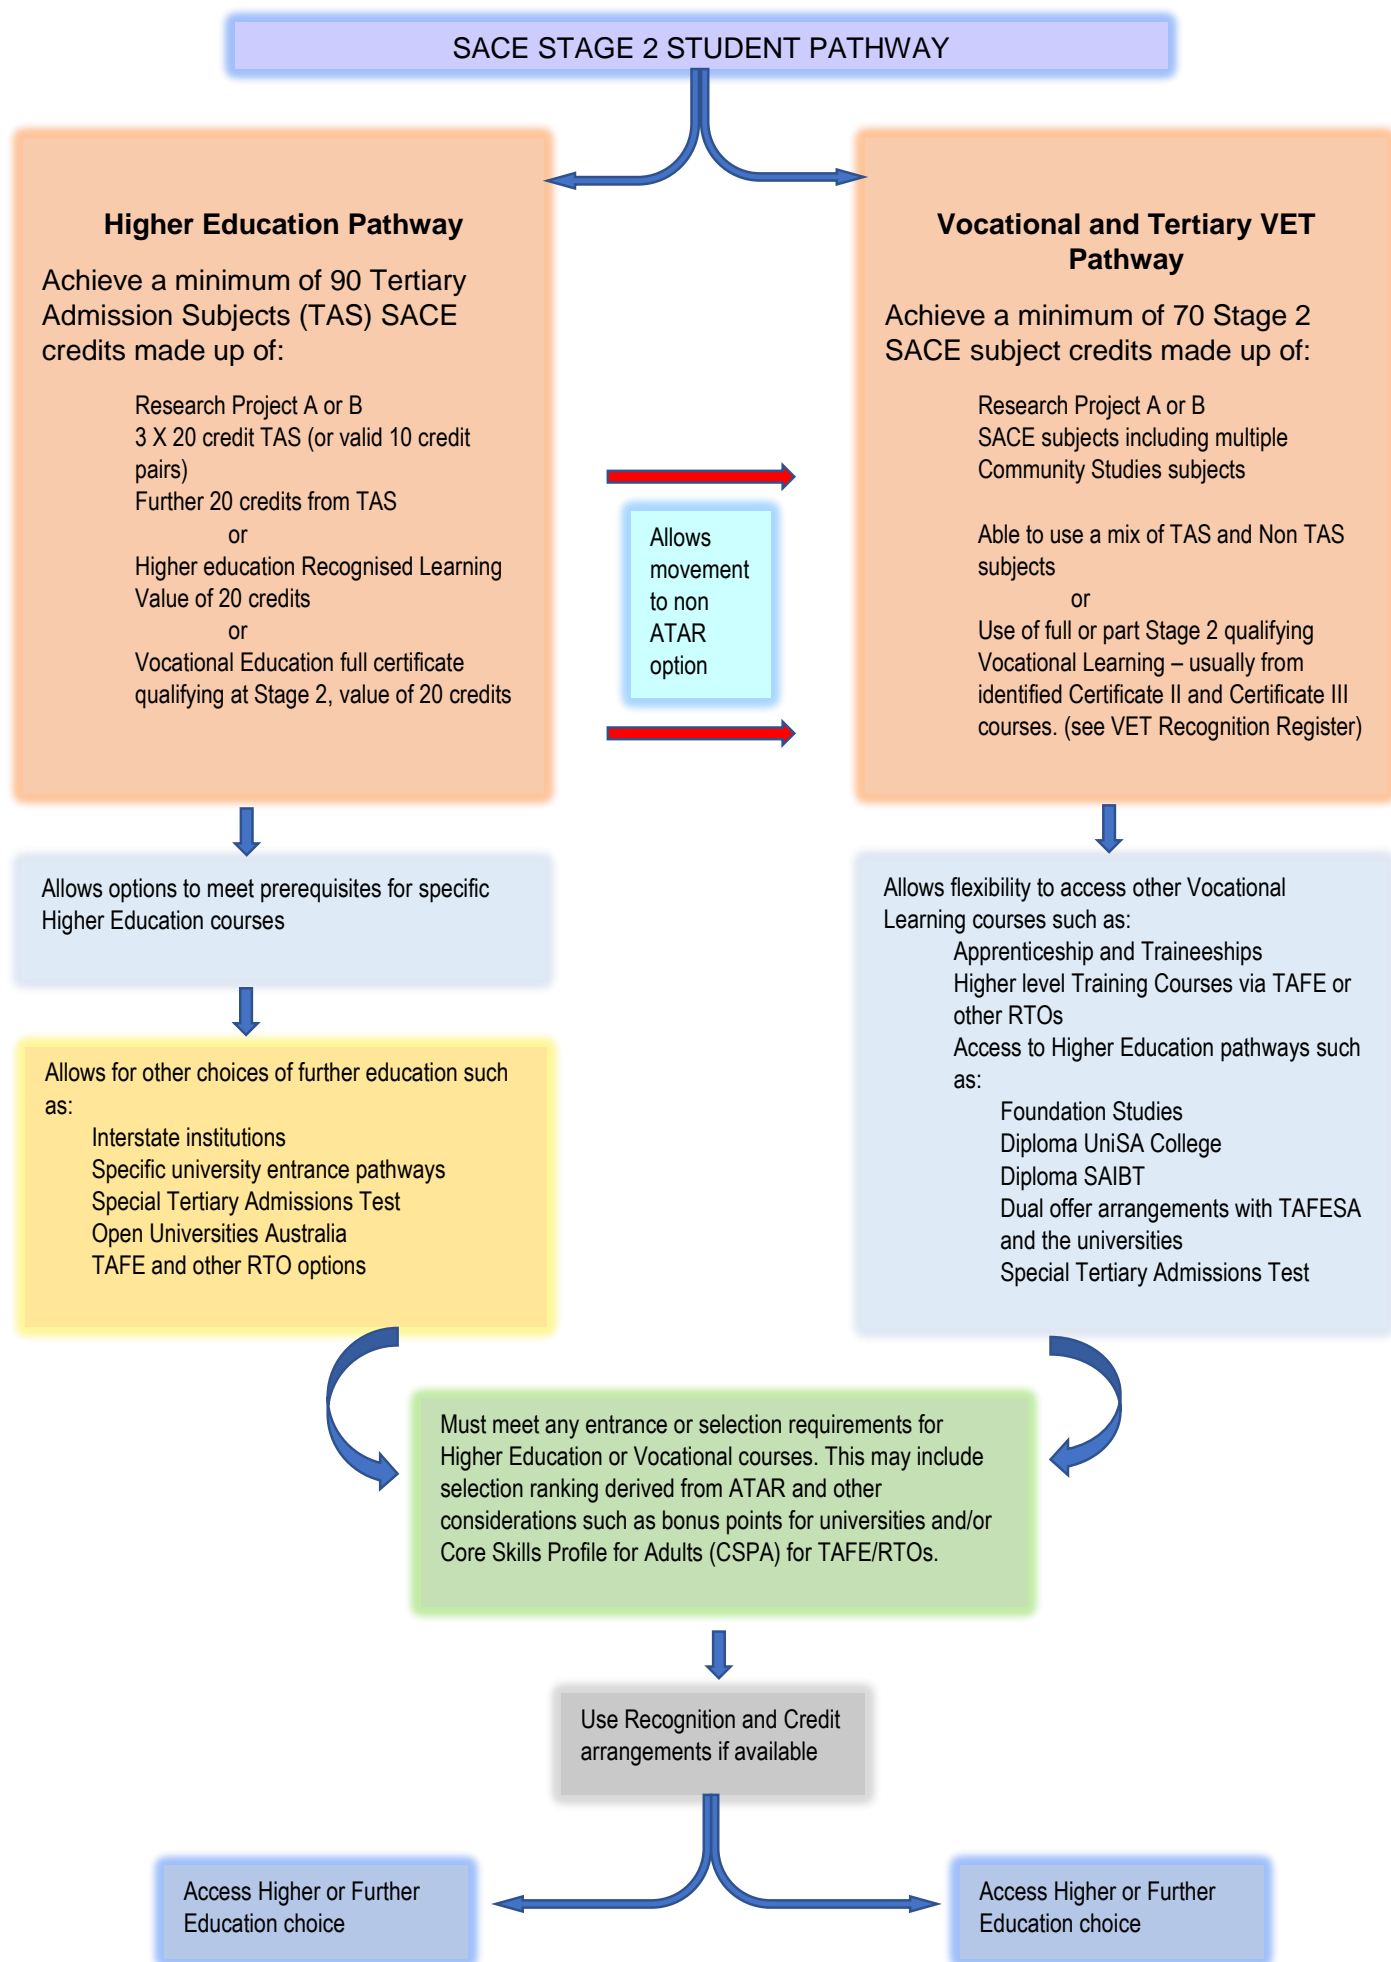 SACE STAGE 2 STUDENT PATHWAY
Higher Education Pathway
Achieve a minimum of 90 Tertiary
Admission Subjects (TAS) SACE
credits made up of:
Research Project A or B
3 X 20 credit TAS (or valid 10 credit
pairs)
Further 20 credits from TAS
or
Higher education Recognised Learning
Value of 20 credits
or
Vocational Education full certificate
qualifying at Stage 2, value of 20 credits
Allows
movement
to non
ATAR
option
Vocational and Tertiary VET
Pathway
Achieve a minimum of 70 Stage 2
SACE subject credits made up of:
Research Project A or B
SACE subjects including multiple
Community Studies subjects
Able to use a mix of TAS and Non TAS
subjects
or
Use of full or part Stage 2 qualifying
Vocational Learning – usually from
identified Certificate II and Certificate III
courses. (see VET Recognition Register)
Allows options to meet prerequisites for specific
Higher Education courses
Allows for other choices of further education such
as:
Interstate institutions
Specific university entrance pathways
Special Tertiary Admissions Test
Open Universities Australia
TAFE and other RTO options
Allows flexibility to access other Vocational
Learning courses such as:
Apprenticeship and Traineeships
Higher level Training Courses via TAFE or
other RTOs
Access to Higher Education pathways such
as:
Foundation Studies
Diploma UniSA College
Diploma SAIBT
Dual offer arrangements with TAFESA
and the universities
Special Tertiary Admissions Test
Must meet any entrance or selection requirements for
Higher Education or Vocational courses. This may include
selection ranking derived from ATAR and other
considerations such as bonus points for universities and/or
Core Skills Profile for Adults (CSPA) for TAFE/RTOs.
Use Recognition and Credit
arrangements if available
Access Higher or Further
Education choice
Access Higher or Further
Education choice